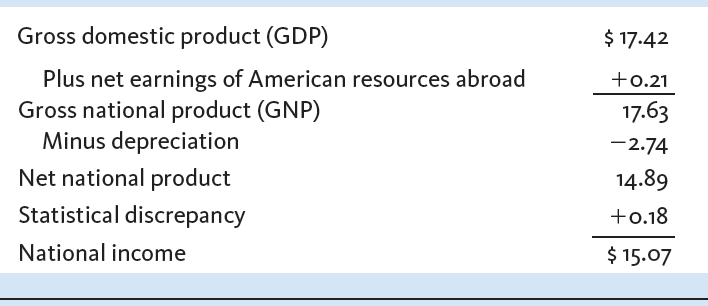 Gross domestic product (GDP) $ 17.42
Plus net earnings of American resources abroad +0.21
Gross national product (GNP) 17.63
Minus depreciation −2.74
Net national product 14.89
Statistical discrepancy +0.18
National income $ 15.07